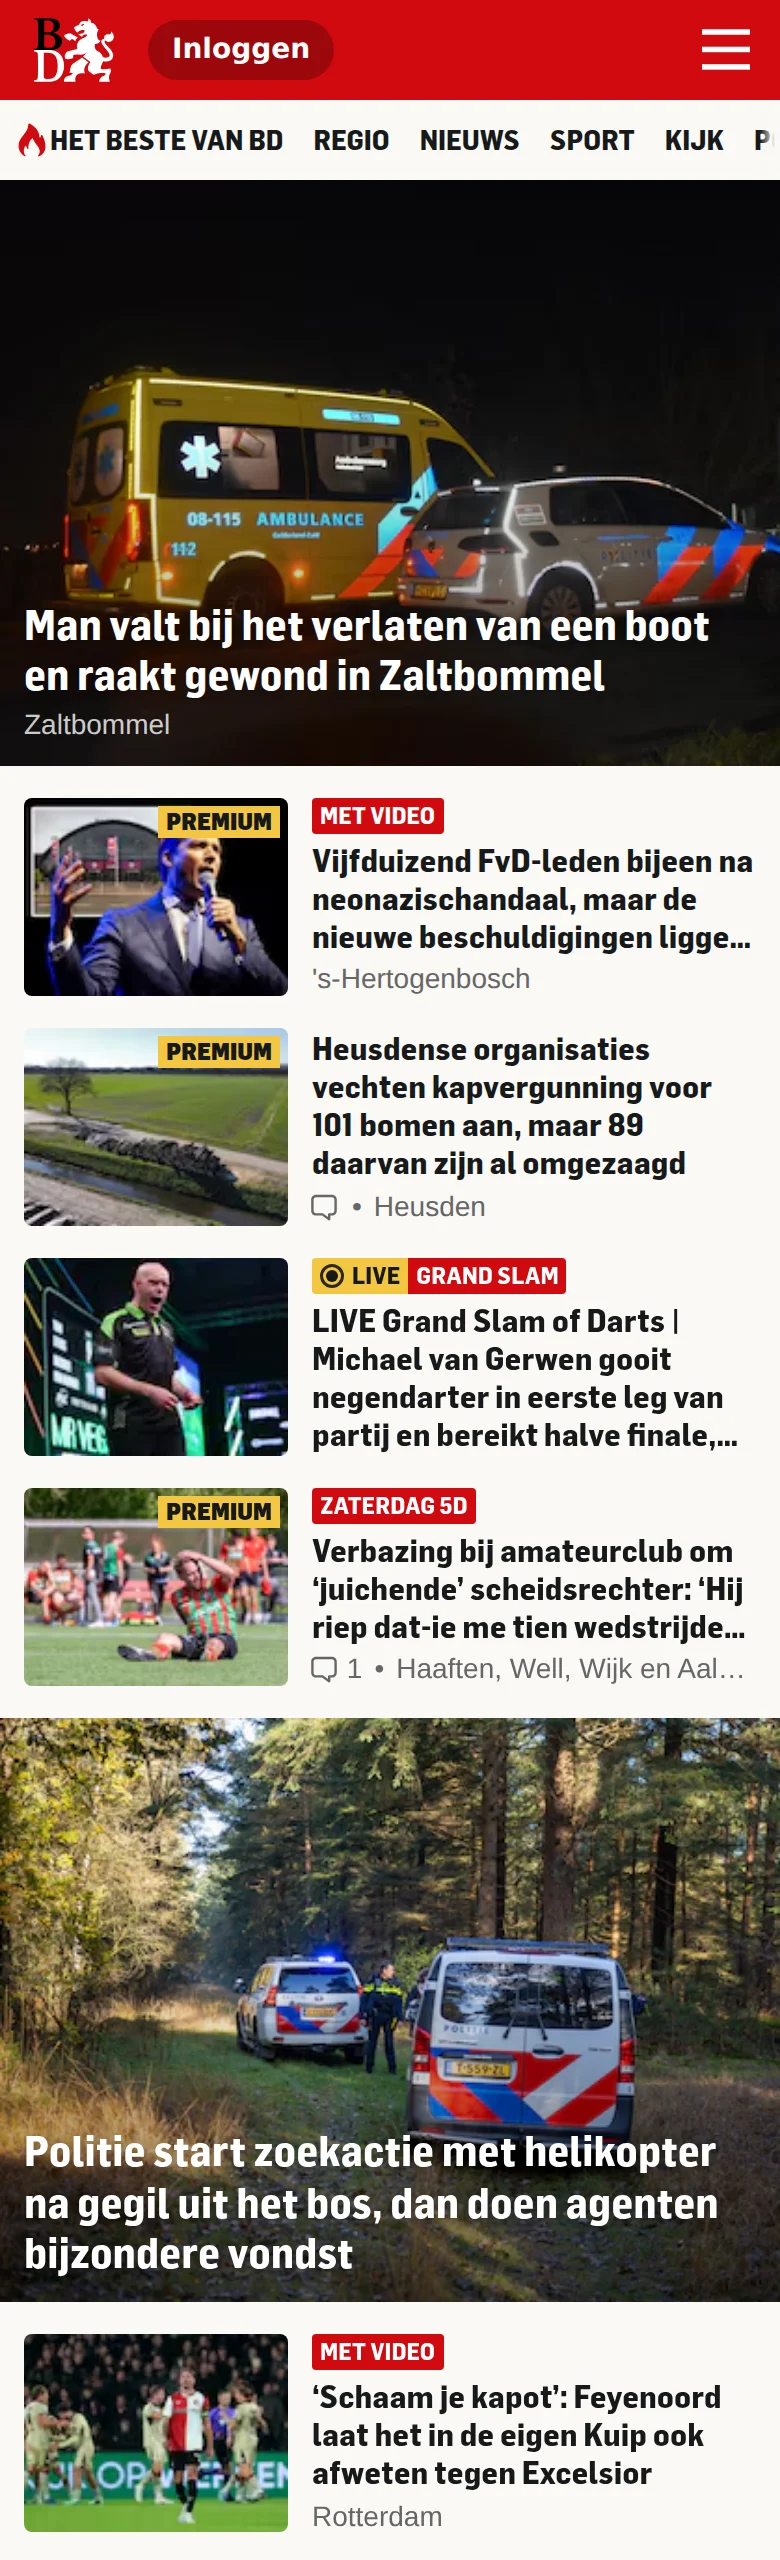 B
D
Inloggen
HET BESTE VAN BD REGIO NIEUWS SPORT KIJK
08-115 AMBULANCE
112
POLITIE
Man valt bij het verlaten van een boot
en raakt gewond in Zaltbommel
Zaltbommel
PREMIUM
MET VIDEO
Vijfduizend FvD-leden bijeen na
neonazischandaal, maar de
nieuwe beschuldigingen ligge...
's-Hertogenbosch
PREMIUM
Heusdense organisaties
vechten kapvergunning voor
101 bomen aan, maar 89
daarvan zijn al omgezaagd
• Heusden
LIVE GRAND SLAM
LIVE Grand Slam of Darts |
Michael van Gerwen gooit
negendarter in eerste leg van
partij en bereikt halve finale,...
PREMIUM
ZATERDAG 5D
Verbazing bij amateurclub om
‘juichende’ scheidsrechter: ‘Hij
riep dat-ie me tien wedstrijde...
1 • Haaften, Well, Wijk en Aal...
POLITIE
Politie start zoekactie met helikopter
na gegil uit het bos, dan doen agenten
bijzondere vondst
MET VIDEO
‘Schaam je kapot’: Feyenoord
laat het in de eigen Kuip ook
afweten tegen Excelsior
Rotterdam